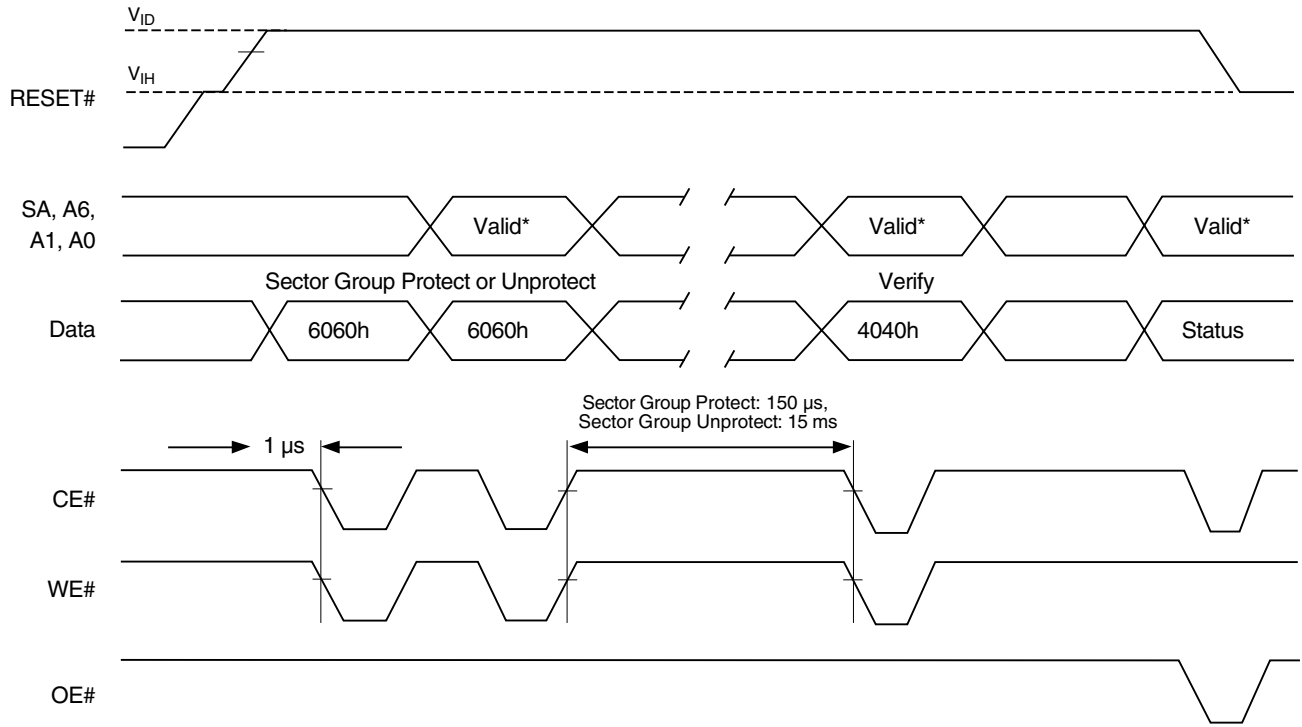 VID
VIH
RESET#
SA, A6,
A1, A0
Valid*
Valid*
Valid*
Sector Group Protect or Unprotect
Verify
Data
6060h
6060h
4040h
Status
Sector Group Protect: 150 µs,
Sector Group Unprotect: 15 ms
1 µs
CE#
WE#
OE#